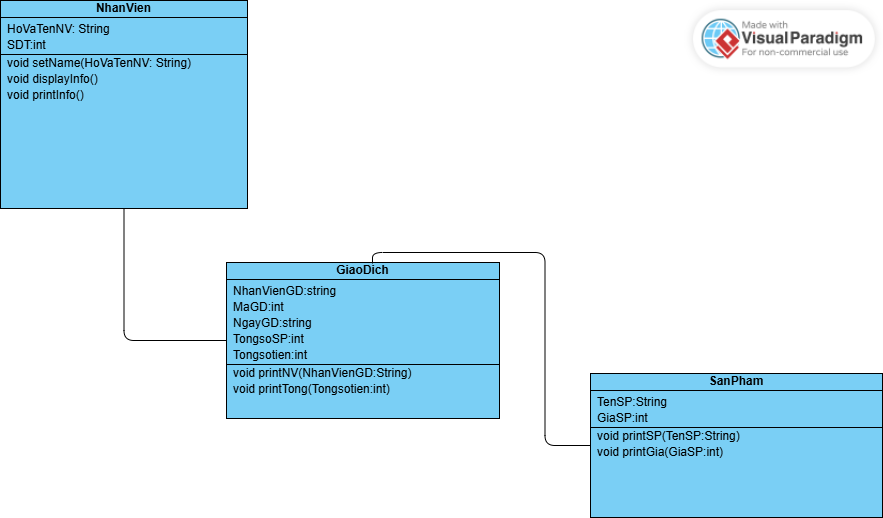 NhanVien
HoVaTenNV: String
SDT:int
void setName(HoVaTenNV: String)
void displayInfo()
void printInfo()
Made with
VisualParadigm
For non-commercial use
GiaoDich
NhanVienGD:string
MaGD:int
NgayGD:string
TongsoSP:int
Tongsotien:int
void printNV(NhanVienGD:String)
void printTong(Tongsotien:int)
SanPham
TenSP:String
GiaSP:int
void printSP(TenSP:String)
void printGia(GiaSP:int)